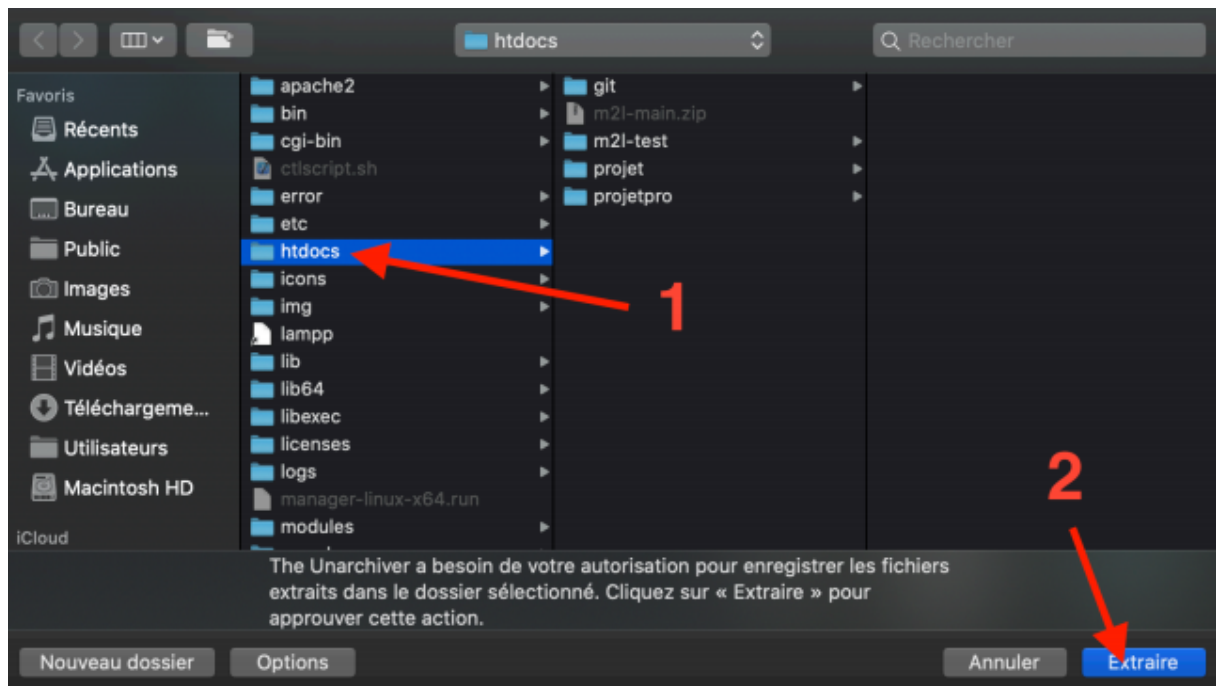 htdocs
Rechercher
Favoris
Récents
Applications
Bureau
Public
Images
Musique
Vidéos
Téléchargeme...
Utilisateurs
Macintosh HD
iCloud
apache2
bin
cgi-bin
ctlscript.sh
error
etc
htdocs
icons
img
lampp
lib
lib64
libexec
licenses
logs
manager-linux-x64.run
modules
git
m2l-main.zip
m2l-test
projet
projetpro
1
2
The Unarchiver a besoin de votre autorisation pour enregistrer les fichiers
extraits dans le dossier sélectionné. Cliquez sur « Extraire » pour
approuver cette action.
Nouveau dossier
Options
Annuler
Extraire